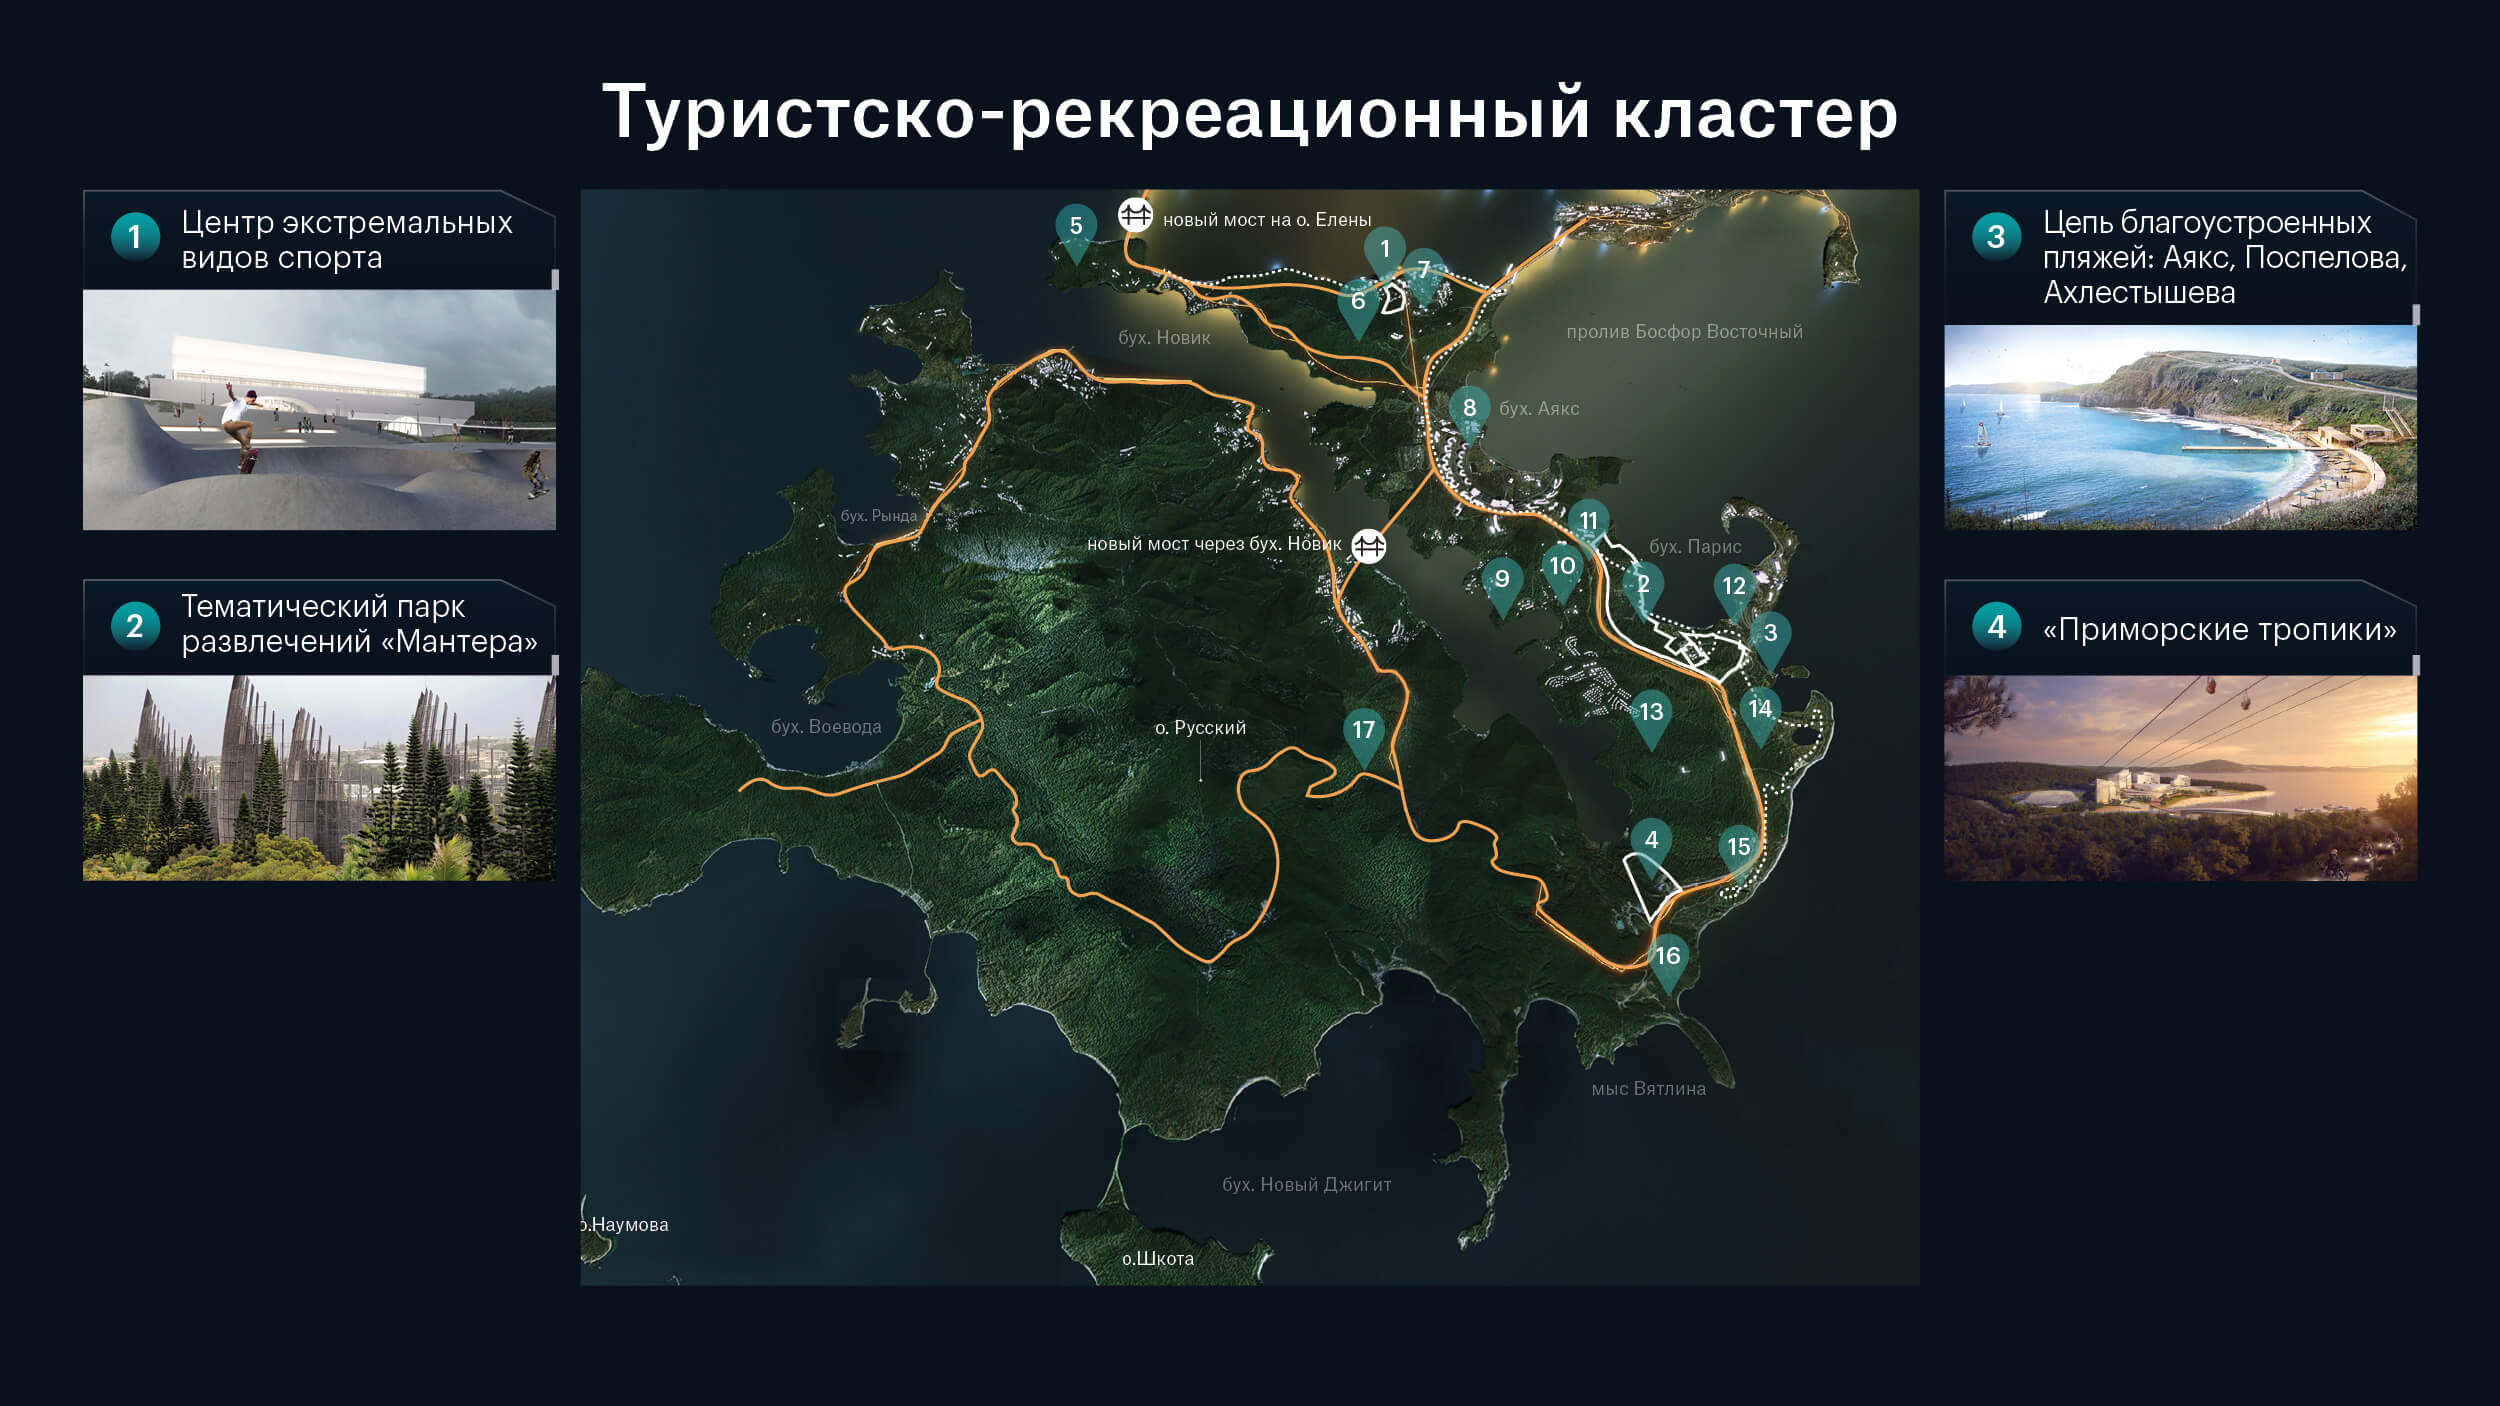 Туристско-рекреационный кластер
1
Центр экстремальных
видов спорта
2
Тематический парк
развлечений «Мантера»
3
Цепь благоустроенных
пляжей: Аякс, Поспелова,
Ахлестышева
4
«Приморские тропики»
5
новый мост на о. Елены
1
7
6
бух. Новик
пролив Босфор Восточный
8
бух. Аякс
бух. Рында
11
новый мост через бух. Новик
бух. Парис
10
9
2
12
3
13
14
бух. Воевода
о. Русский
17
4
15
16
мыс Вятлина
бух. Новый Джигит
о.Наумова
о.Шкота